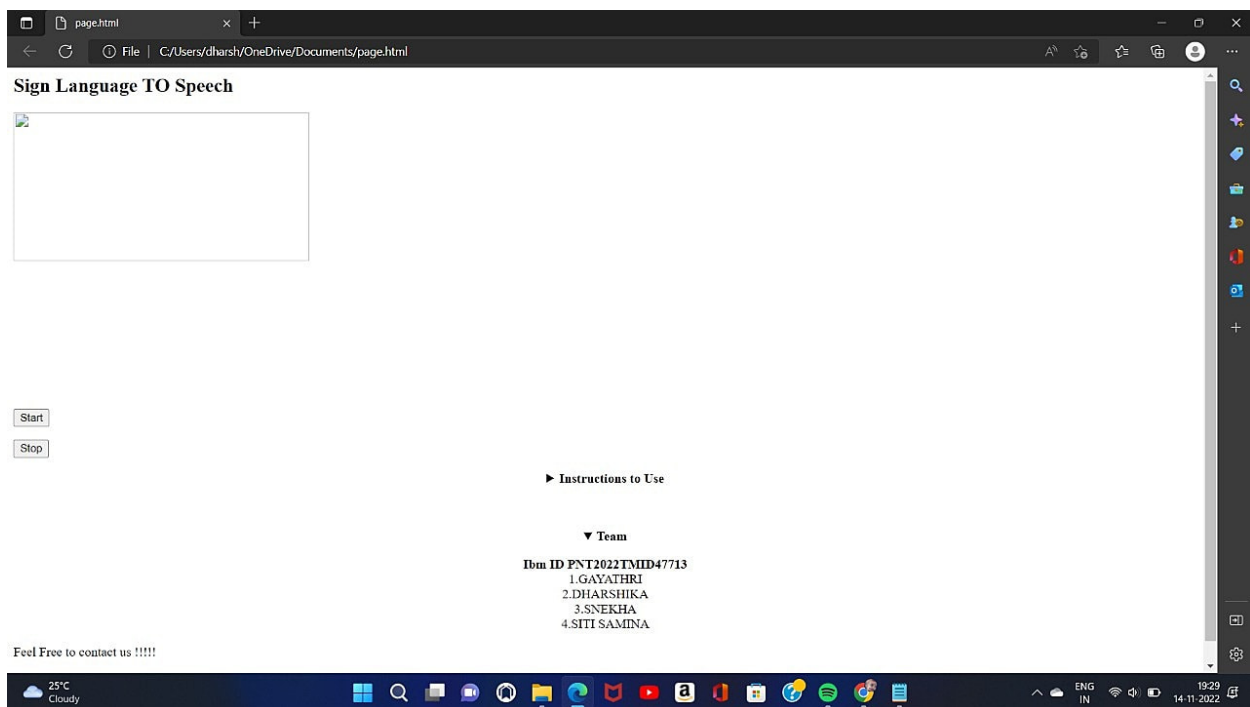 page.html
File | C:/Users/dharsh/OneDrive/Documents/page.html
Sign Language TO Speech
Start
Stop
▶ Instructions to Use
▼ Team
Ibm ID PNT2022TMID47713
1.GAYATHRI
2.DHARSHIKA
3.SNEKHA
4.SITI SAMINA
Feel Free to contact us !!!!!
25°C
Cloudy
ENG
IN
19:29
14-11-2022